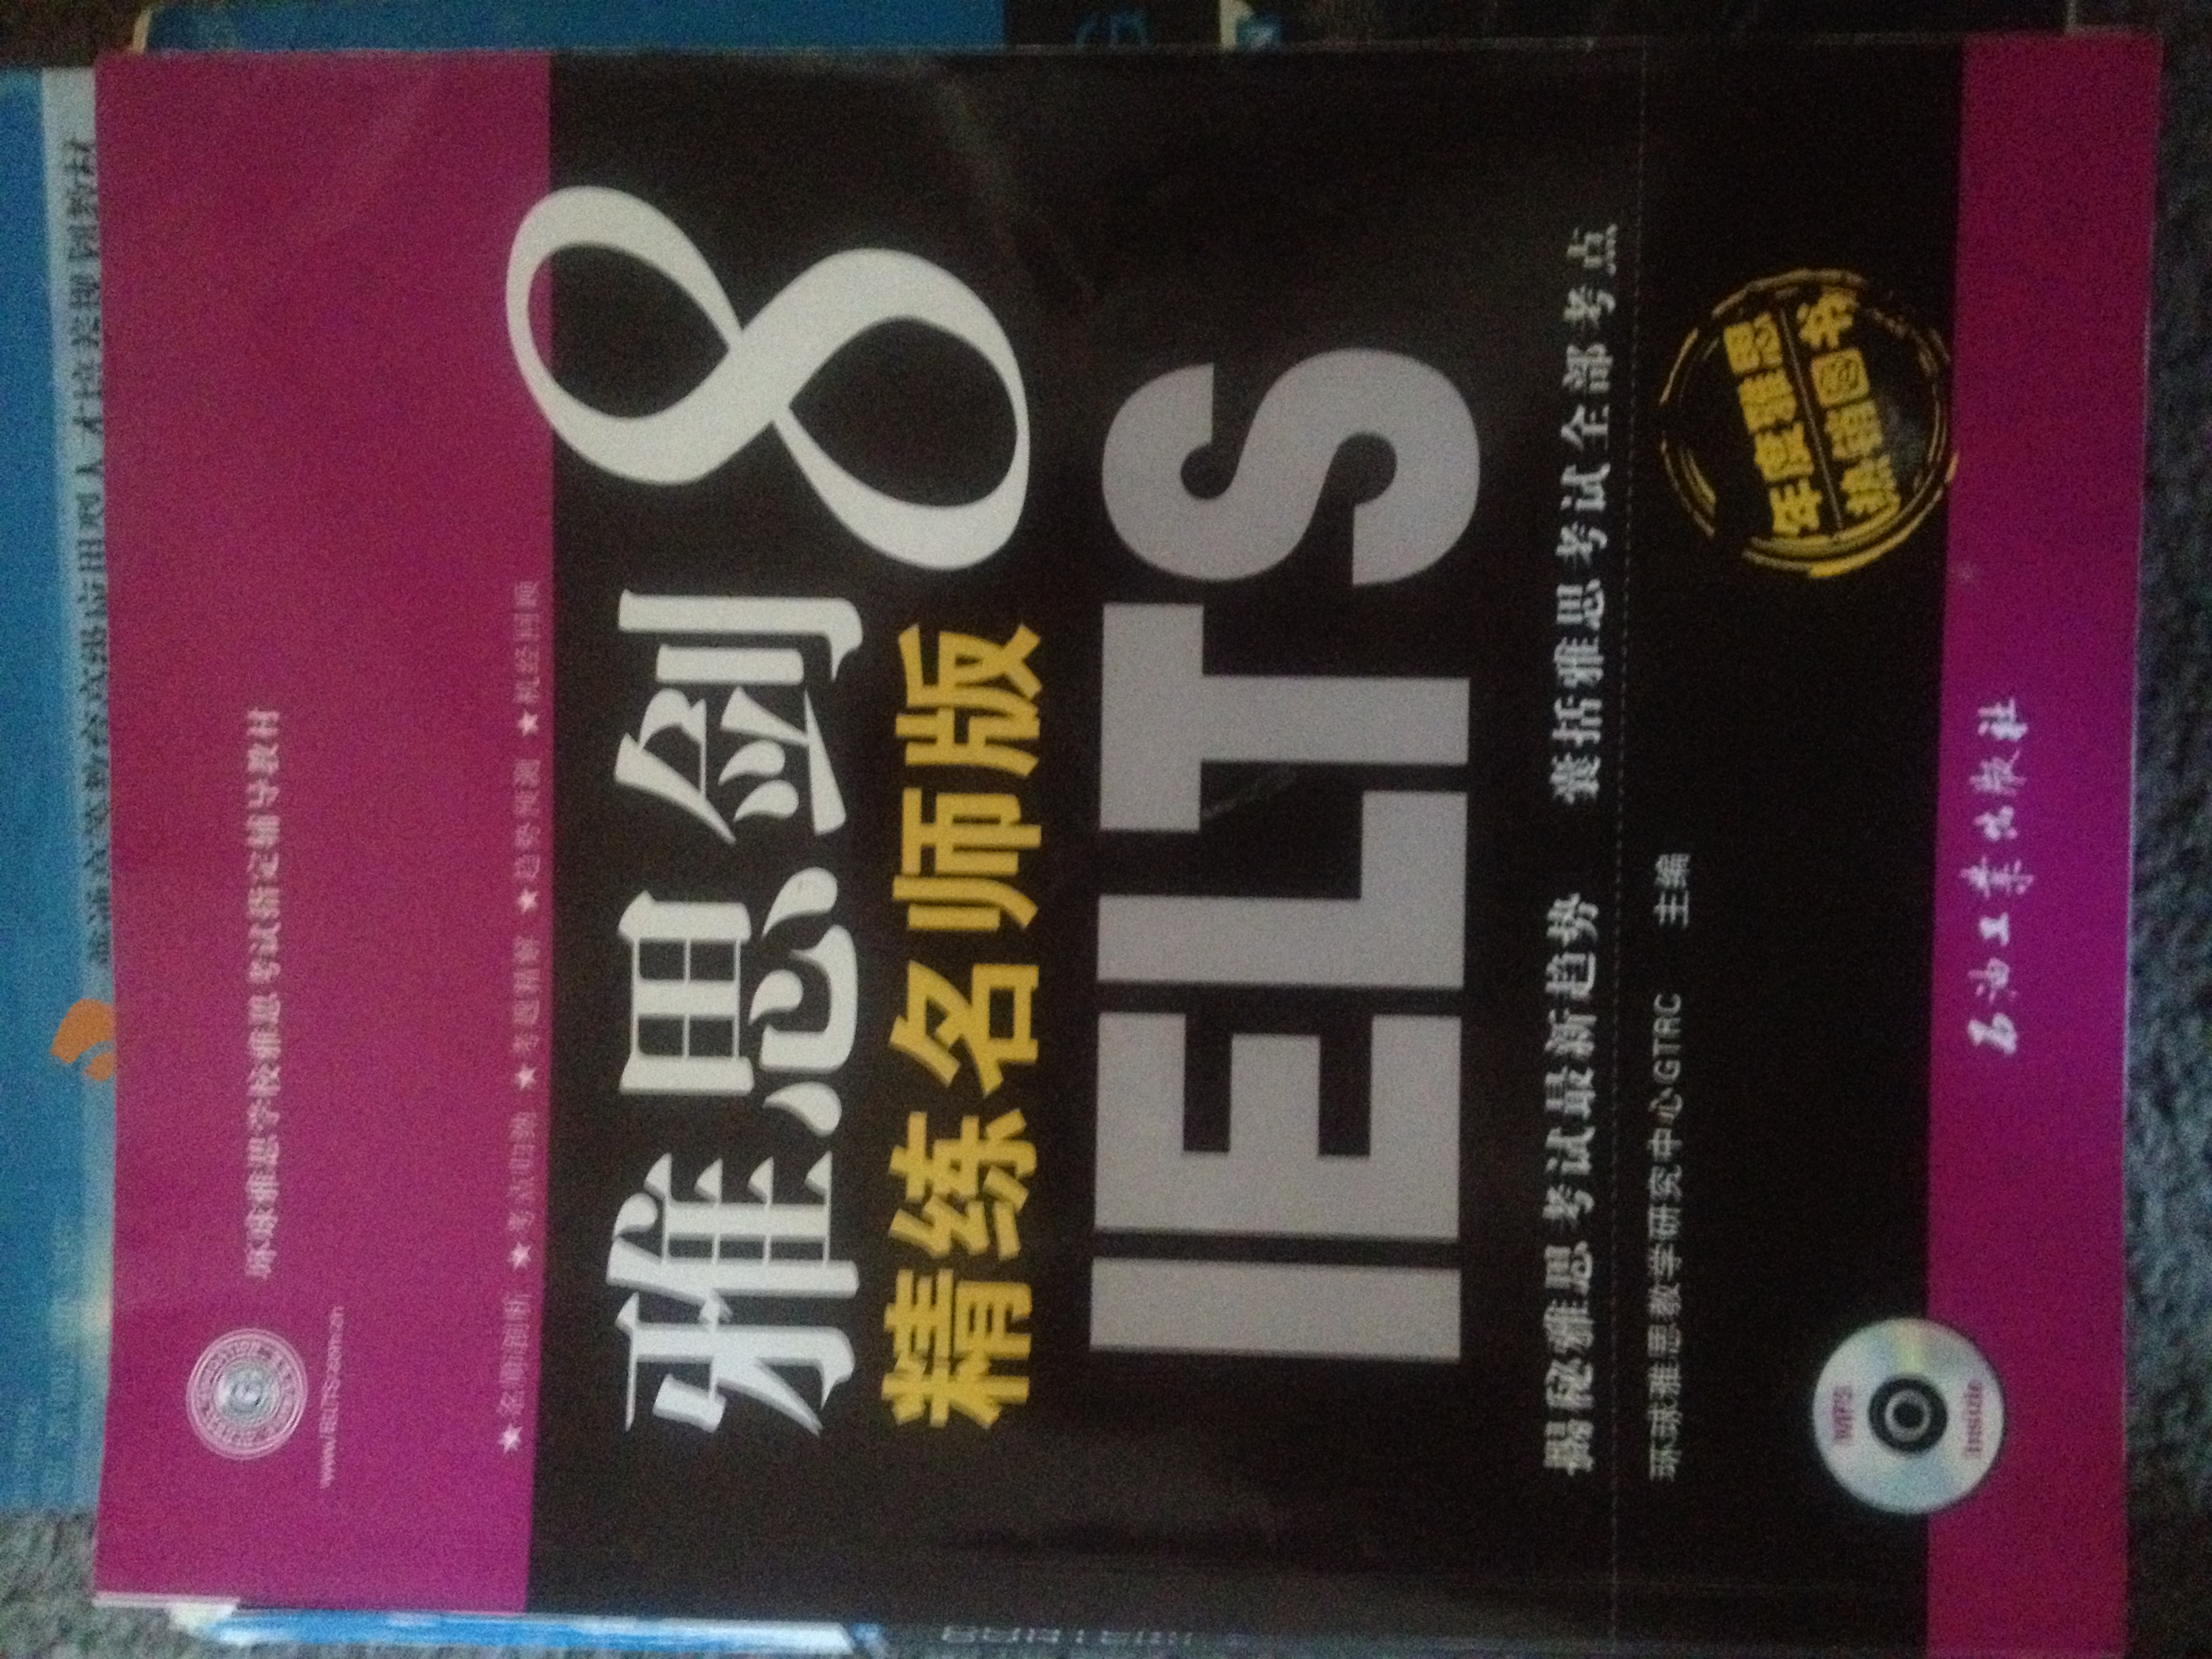 环球雅思学校雅思考试指定辅导教材
www.IELTS.com.cn
★名师剖析 ★考点归类 ★考题精解 ★趋势预测 ★机经回顾
雅思剑8
精练名师版
IELTS
揭秘雅思考试最新趋势 囊括雅思考试全部考点
环球雅思教学研究中心GTRC 主编
年度雅思
热销图书
MP3
Inside
石油工业出版社